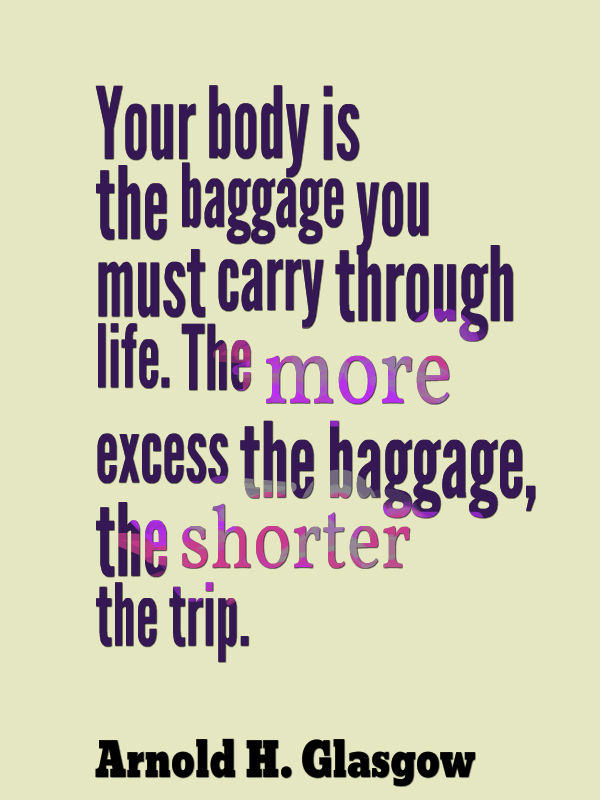 Your body is
the baggage you
must carry through
life. The more
excess the baggage,
the shorter
the trip.
Arnold H. Glasgow